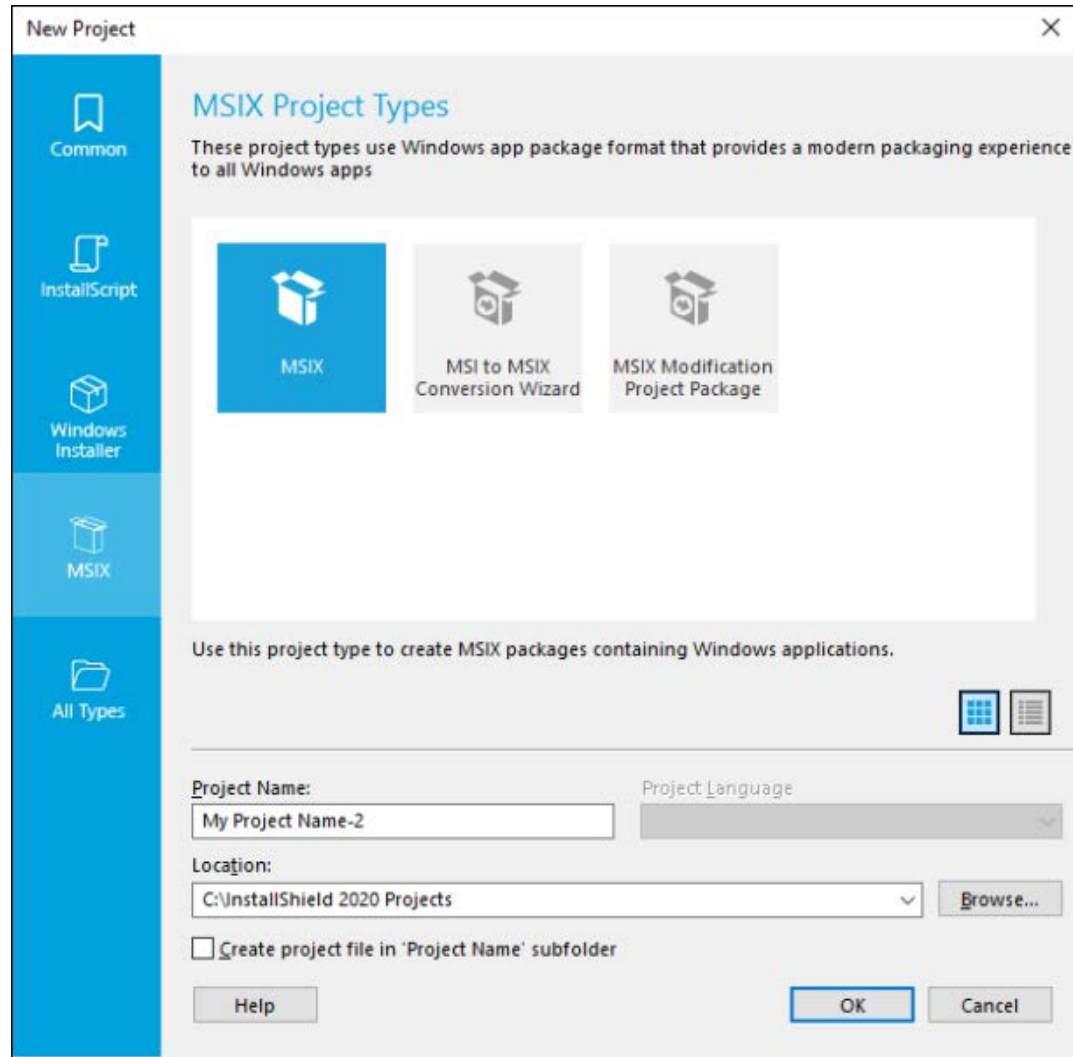 New Project
Common
InstallScript
Windows
Installer
MSIX
All Types
MSIX Project Types
These project types use Windows app package format that provides a modern packaging experience
to all Windows apps
MSIX
MSI to MSIX
Conversion Wizard
MSIX Modification
Project Package
Use this project type to create MSIX packages containing Windows applications.
Project Name:
My Project Name-2
Project Language
Location:
C:\InstallShield 2020 Projects
Browse...
Create project file in 'Project Name' subfolder
Help
OK
Cancel